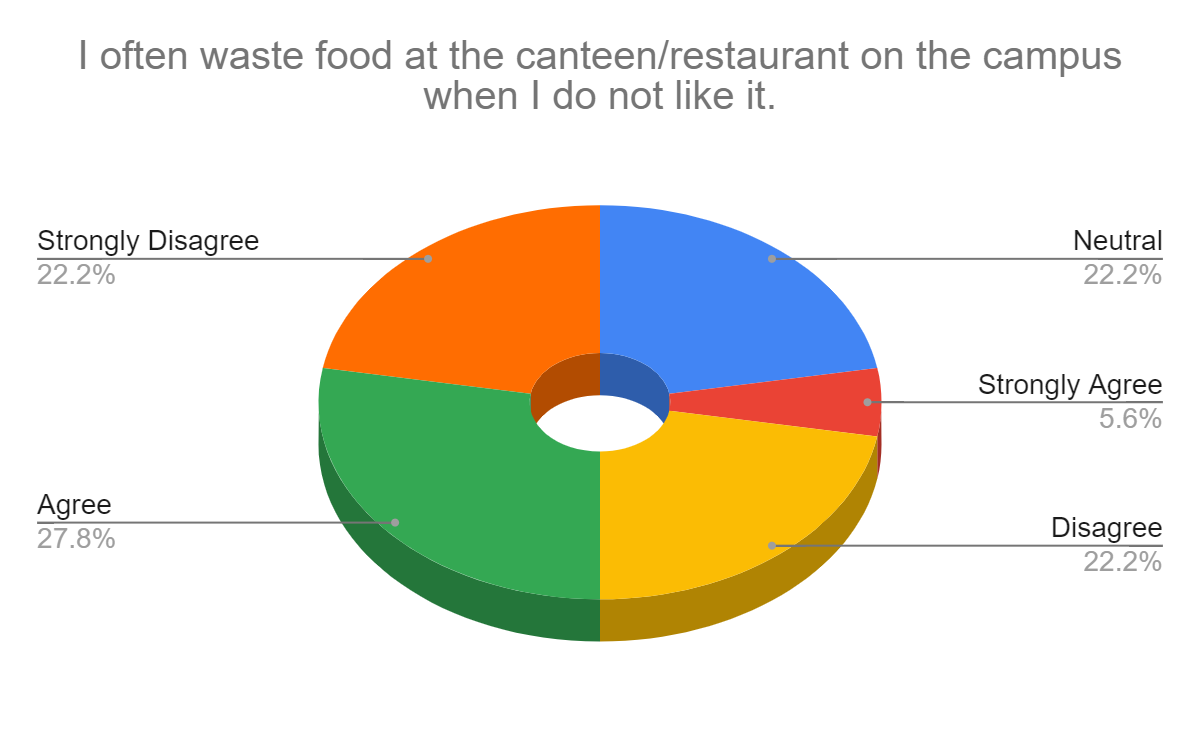 I often waste food at the canteen/restaurant on the campus
when I do not like it.
Strongly Disagree
22.2%
Neutral
22.2%
Strongly Agree
5.6%
Agree
27.8%
Disagree
22.2%